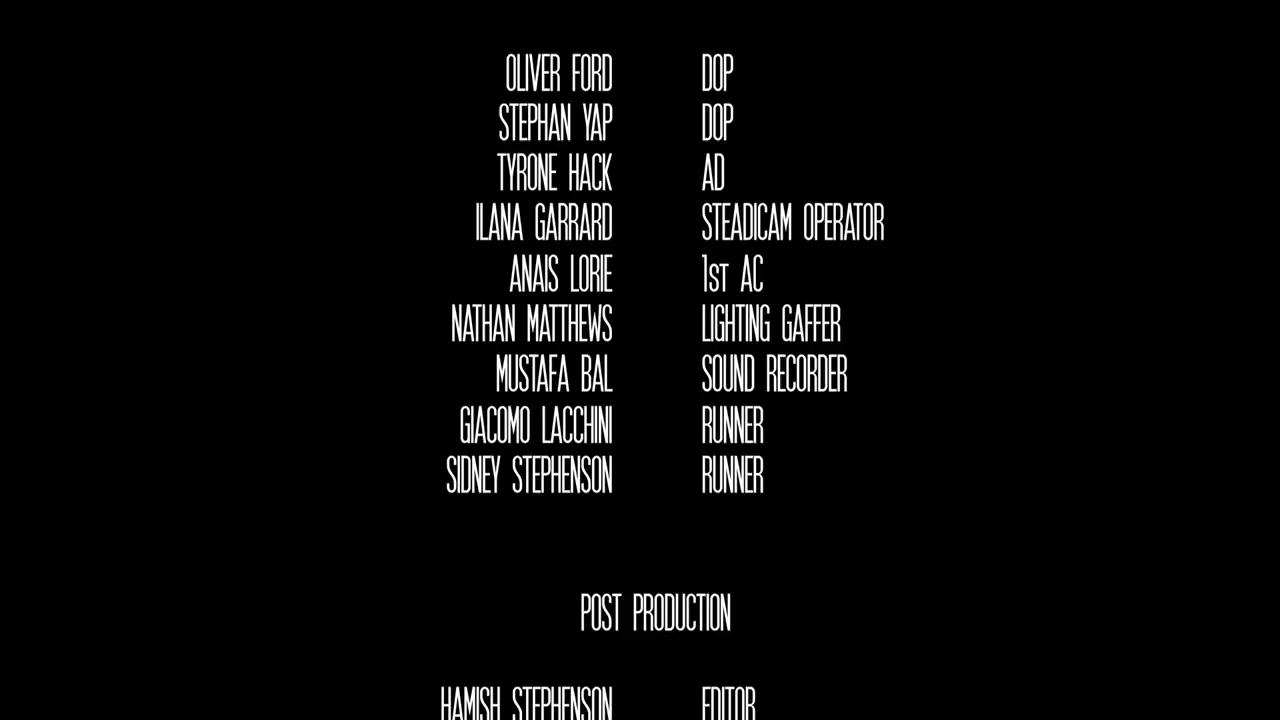 OLIVER FORD DOP
STEPHAN YAP DOP
TYRONE HACK AD
ILANA GARRARD STEADICAM OPERATOR
ANAIS LORIE 1ST AC
NATHAN MATTHEWS LIGHTING GAFFER
MUSTAFA BAL SOUND RECORDER
GIACOMO LACCHINI RUNNER
SIDNEY STEPHENSON RUNNER
POST PRODUCTION
HAMISH STEPHENSON EDITOR